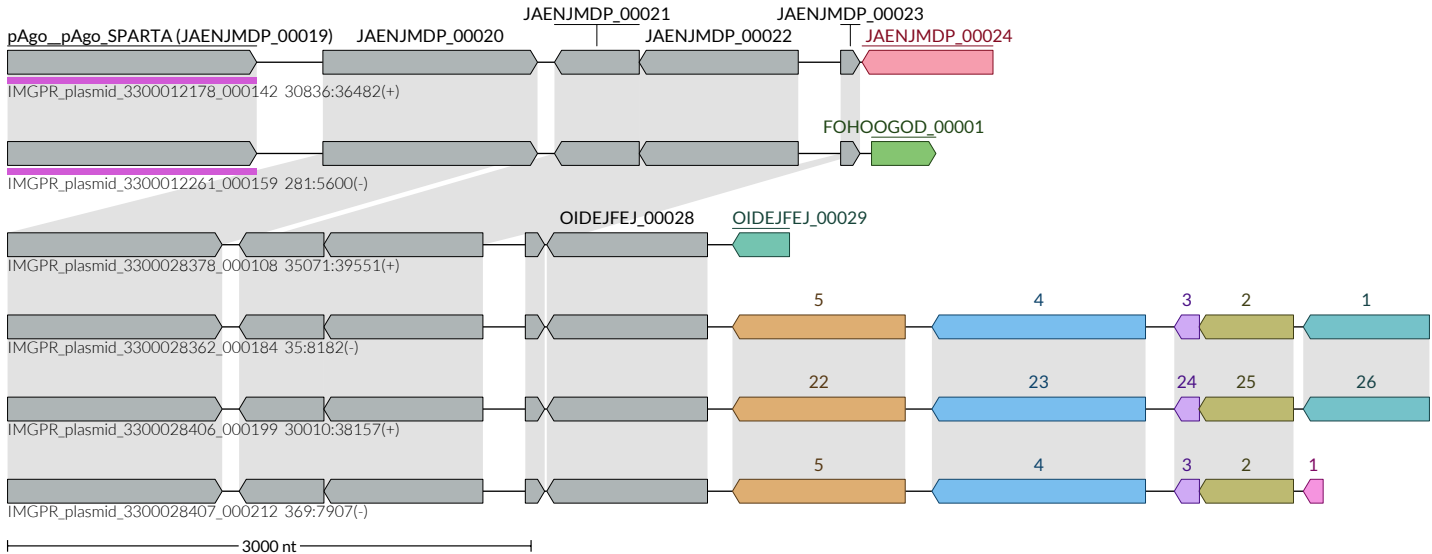 JAENJMDP_00021 JAENJMDP_00023
pAgo__pAgo_SPARTA (JAENJMDP_00019) JAENJMDP_00020 JAENJMDP_00022 JAENJMDP_00024
IMGPR_plasmid_3300012178_000142 30836:36482(+)
FOHOOGOD_00001
IMGPR_plasmid_3300012261_000159 281:5600(-)
OIDEJFEJ_00028 OIDEJFEJ_00029
IMGPR_plasmid_3300028378_000108 35071:39551(+)
5 4 3 2 1
IMGPR_plasmid_3300028362_000184 35:8182(-)
22 23 24 25 26
IMGPR_plasmid_3300028406_000199 30010:38157(+)
5 4 3 2 1
IMGPR_plasmid_3300028407_000212 369:7907(-)
3000 nt